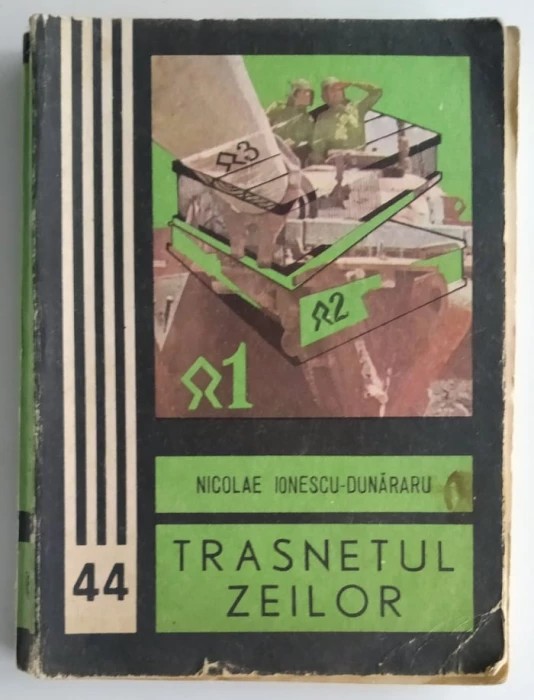 Ω3
Ω2
Ω1
NICOLAE IONESCU-DUNĂRARU
44
TRASNETUL
ZEILOR